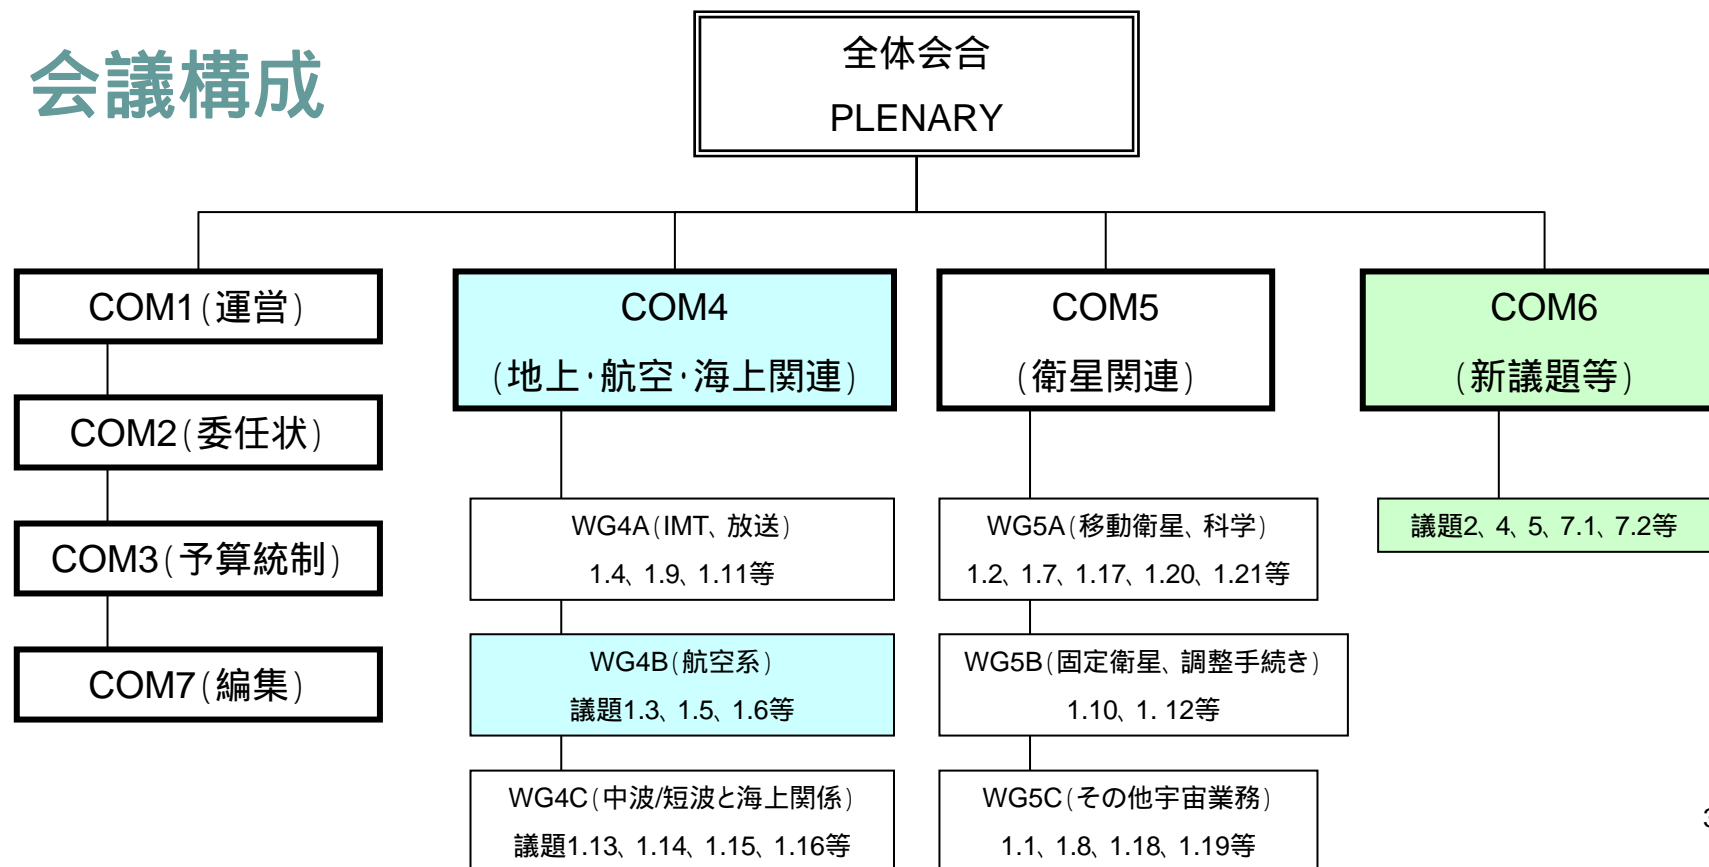 会議構成
全体会合
PLENARY
COM1(運営)
COM2(委任状)
COM3(予算統制)
COM7(編集)
COM4
(地上・航空・海上関連)
WG4A(IMT、放送)
1.4、1.9、1.11等
WG4B(航空系)
議題1.3、1.5、1.6等
WG4C(中波/短波と海上関係)
議題1.13、1.14、1.15、1.16等
COM5
(衛星関連)
WG5A(移動衛星、科学)
1.2、1.7、1.17、1.20、1.21等
WG5B(固定衛星、調整手続き)
1.10、1. 12等
WG5C(その他宇宙業務)
1.1、1.8、1.18、1.19等
COM6
(新議題等)
議題2、4、5、7.1、7.2等
3